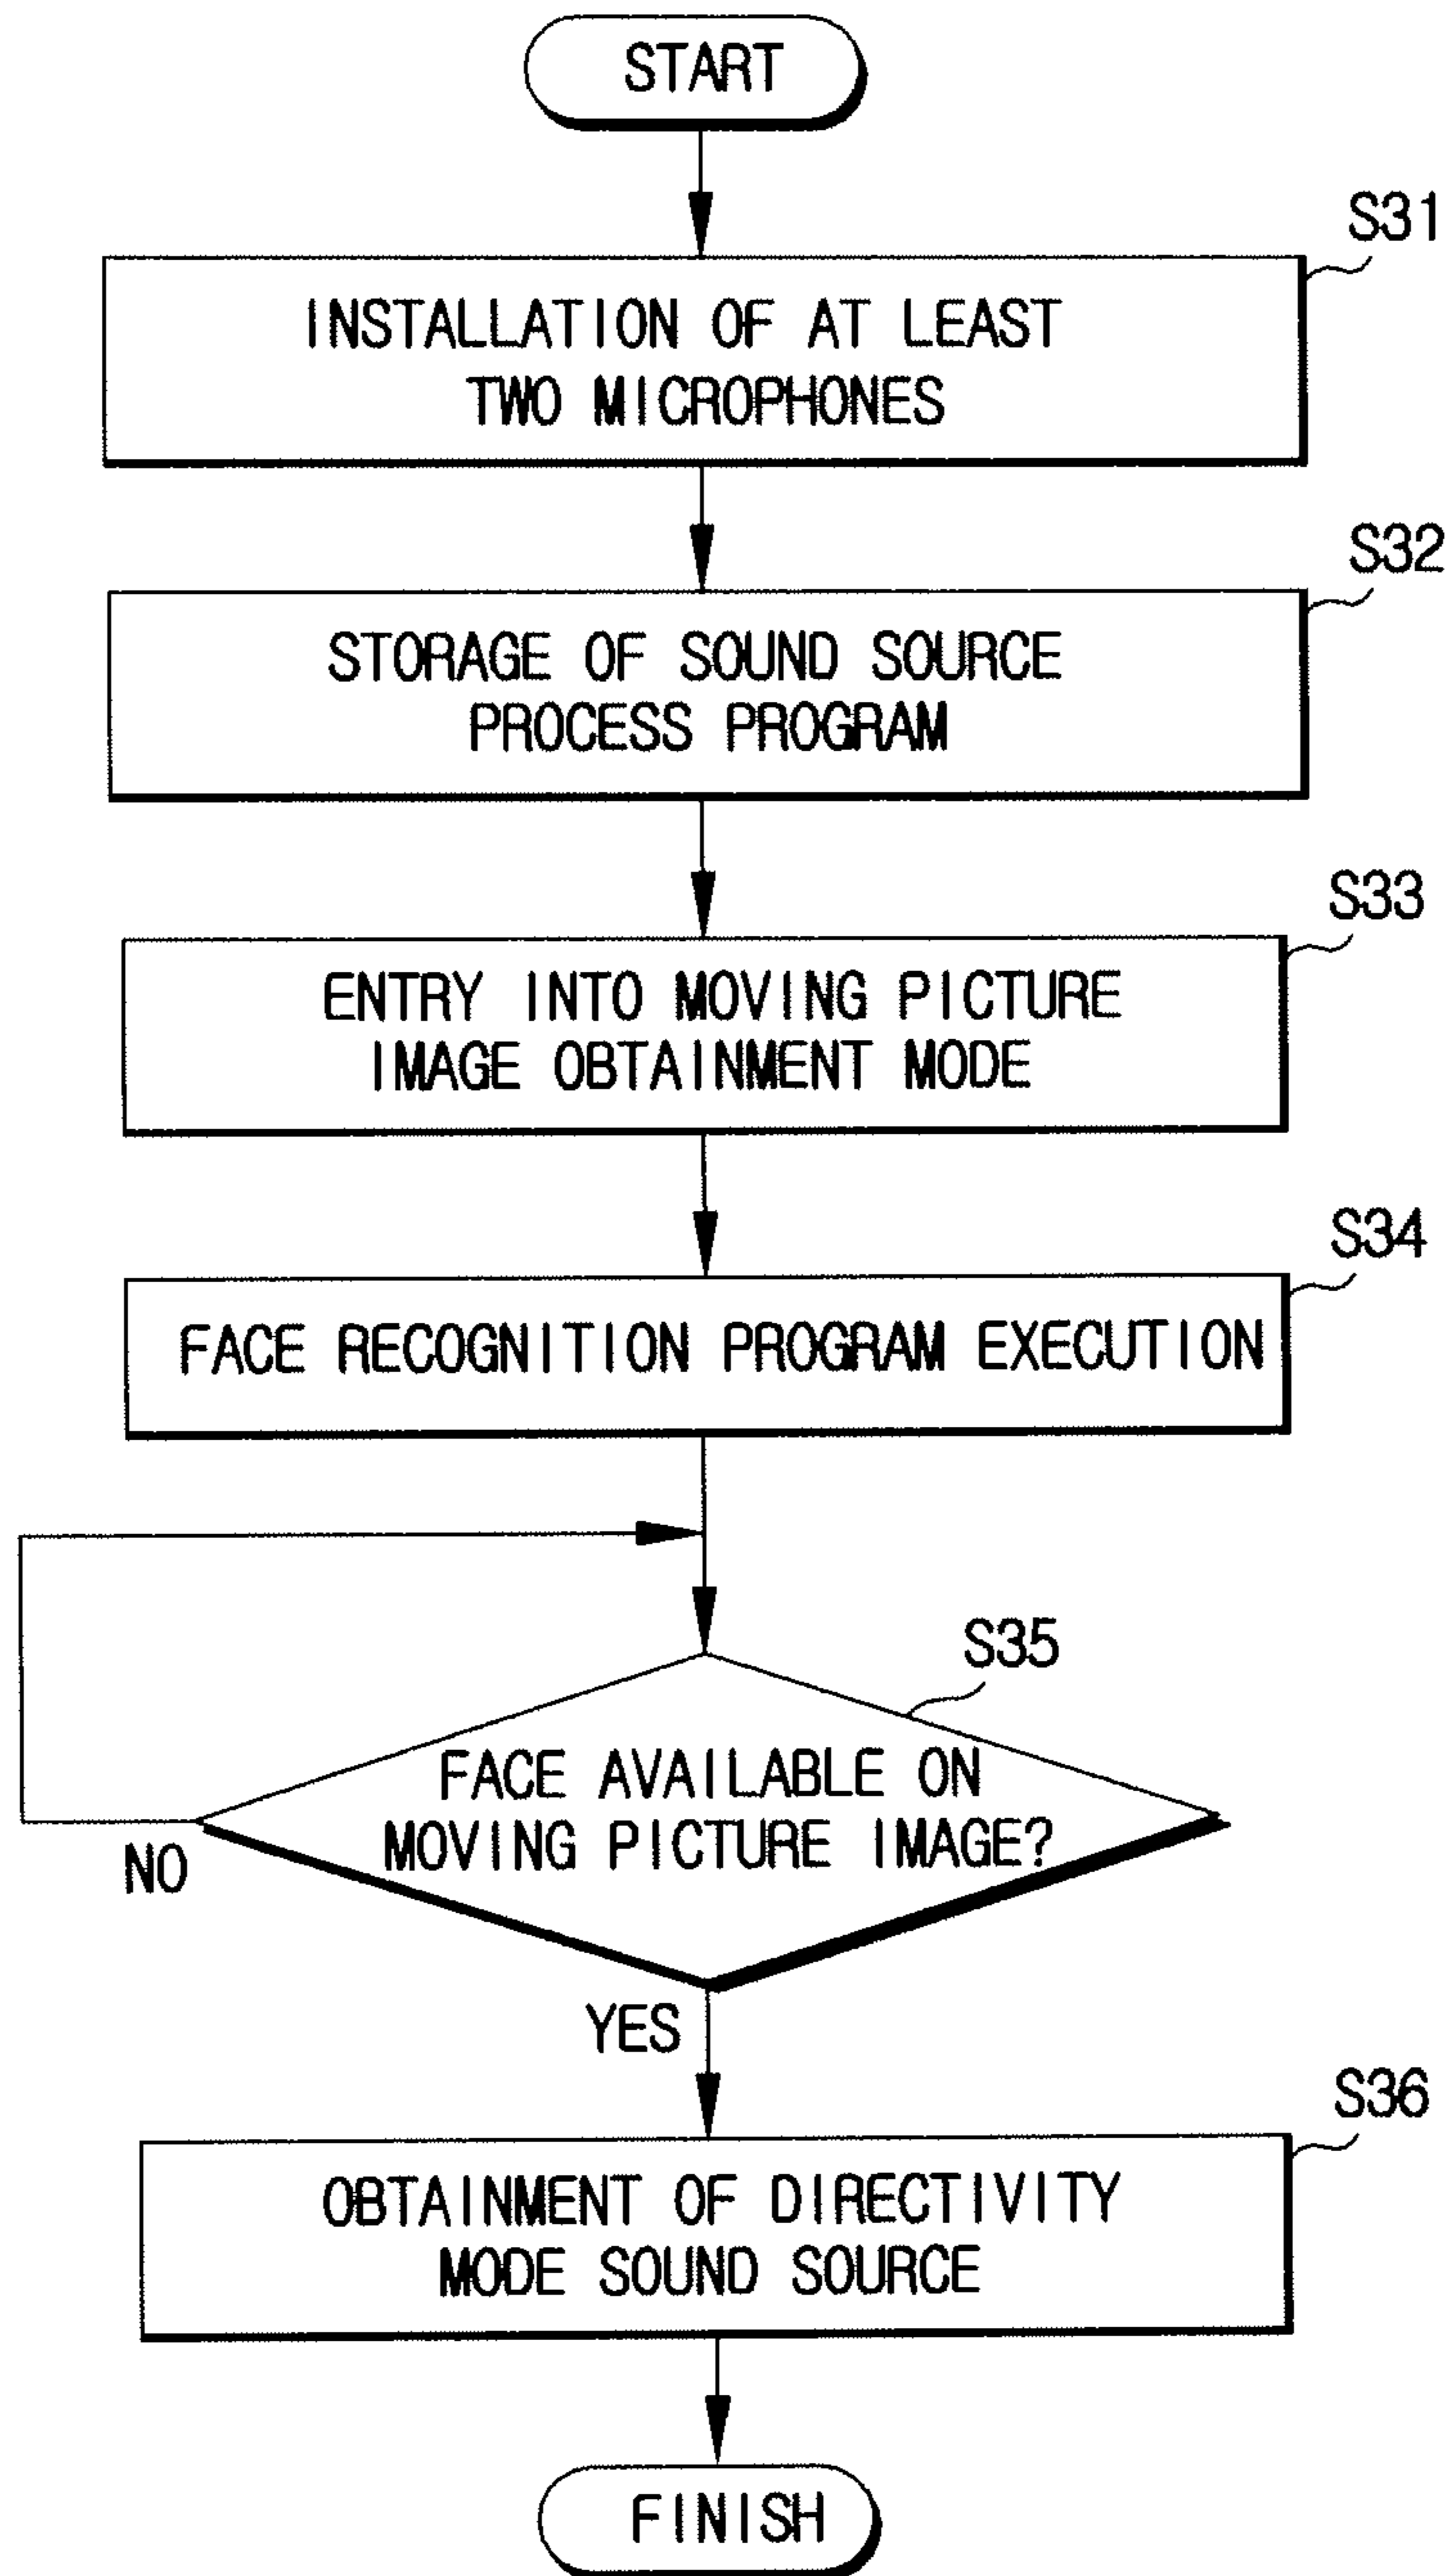 START
S31
INSTALLATION OF AT LEAST
TWO MICROPHONES
S32
STORAGE OF SOUND SOURCE
PROCESS PROGRAM
S33
ENTRY INTO MOVING PICTURE
IMAGE OBTAINMENT MODE
S34
FACE RECOGNITION PROGRAM EXECUTION
S35
FACE AVAILABLE ON
MOVING PICTURE IMAGE?
NO
YES
S36
OBTAINMENT OF DIRECTIVITY
MODE SOUND SOURCE
FINISH